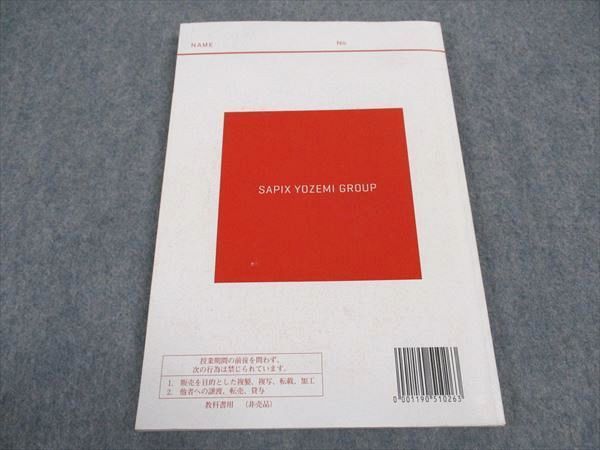 NAME
No.
SAPIX YOZEMI GROUP
授業期間の前後を問わず、
次の行為は禁じられています。
1. 販売を目的とした複製、複写、転載、加工
2. 他者への譲渡、転売、貸与
教科書用 (非売品)
0 001190 510263